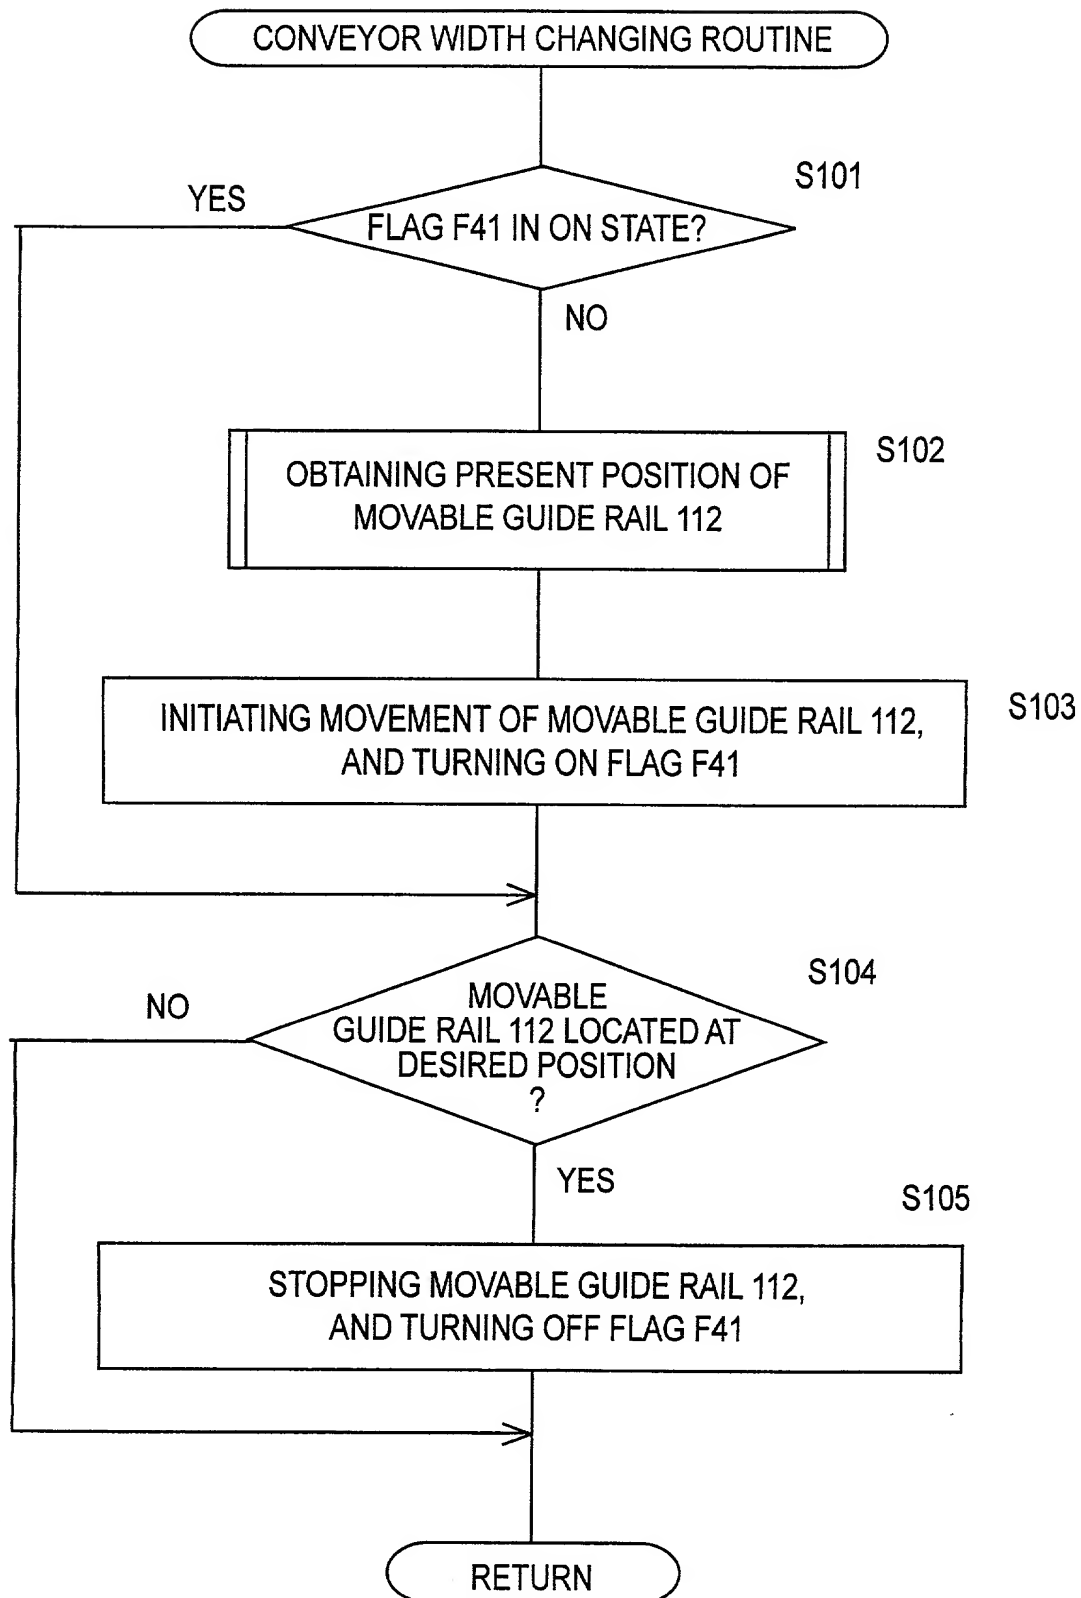 CONVEYOR WIDTH CHANGING ROUTINE
S101
YES
FLAG F41 IN ON STATE?
NO
S102
OBTAINING PRESENT POSITION OF
MOVABLE GUIDE RAIL 112
S103
INITIATING MOVEMENT OF MOVABLE GUIDE RAIL 112,
AND TURNING ON FLAG F41
S104
NO
MOVABLE
GUIDE RAIL 112 LOCATED AT
DESIRED POSITION
?
YES
S105
STOPPING MOVABLE GUIDE RAIL 112,
AND TURNING OFF FLAG F41
RETURN